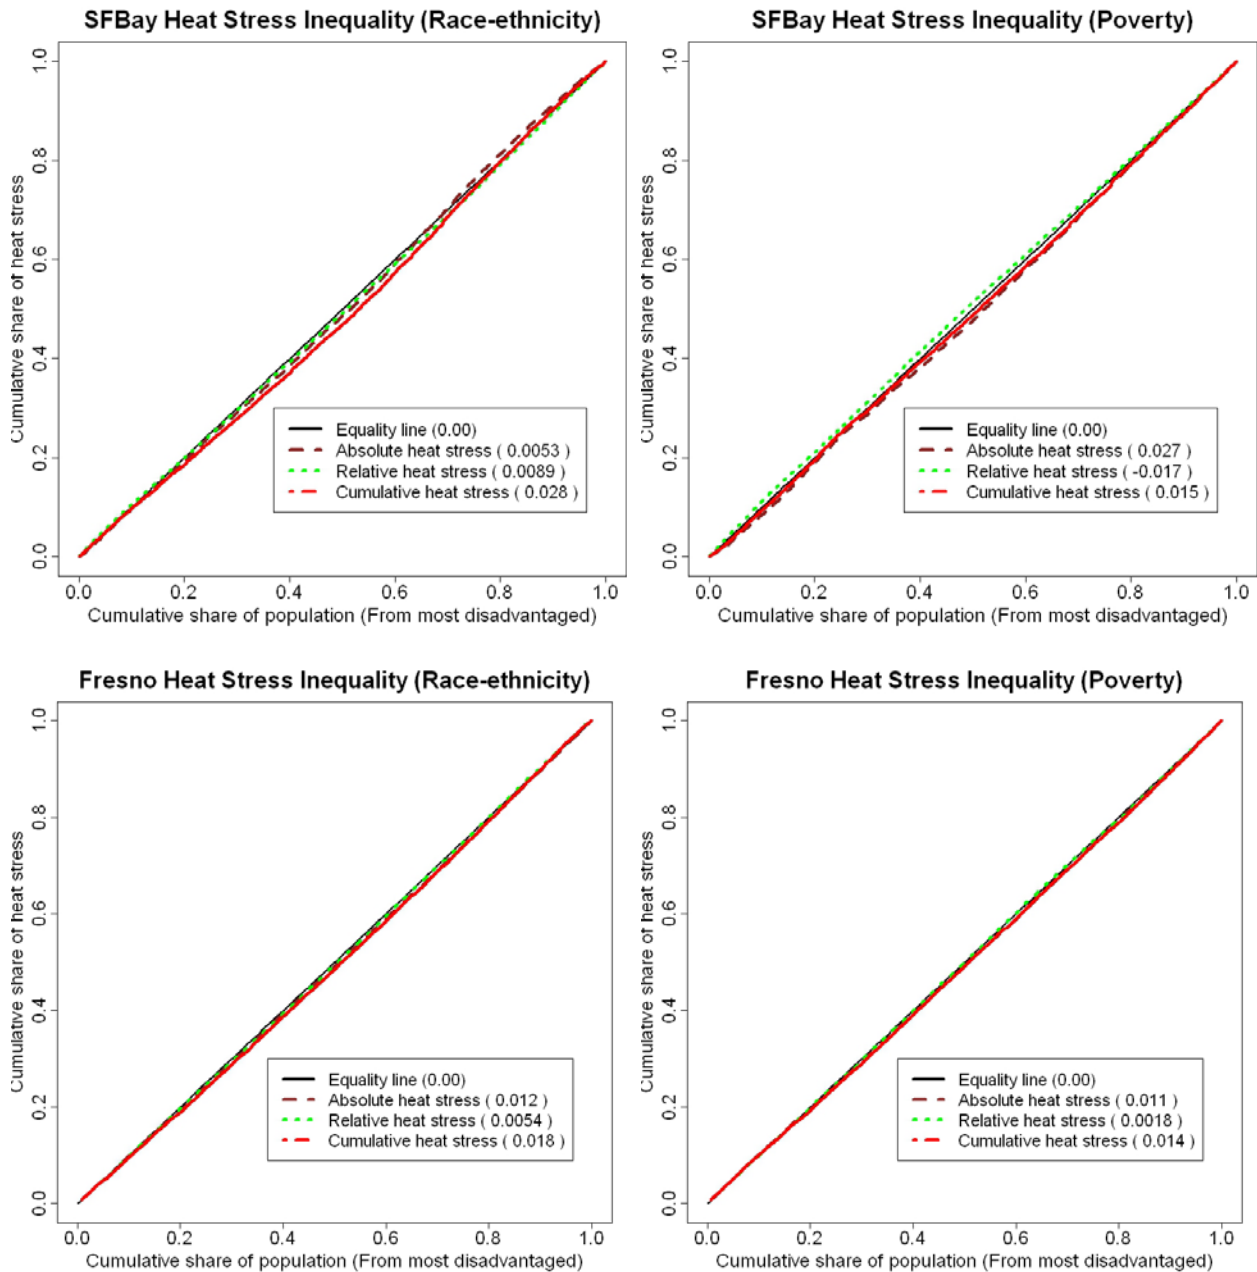 SFBay Heat Stress Inequality (Race-ethnicity)
Cumulative share of heat stress
1.0
0.8
0.6
0.4
0.2
0.0
Equality line (0.00)
Absolute heat stress ( 0.0053 )
Relative heat stress ( 0.0089 )
Cumulative heat stress ( 0.028 )
0.0 0.2 0.4 0.6 0.8 1.0
Cumulative share of population (From most disadvantaged)
SFBay Heat Stress Inequality (Poverty)
Cumulative share of heat stress
1.0
0.8
0.6
0.4
0.2
0.0
Equality line (0.00)
Absolute heat stress ( 0.027 )
Relative heat stress ( -0.017 )
Cumulative heat stress ( 0.015 )
0.0 0.2 0.4 0.6 0.8 1.0
Cumulative share of population (From most disadvantaged)
Fresno Heat Stress Inequality (Race-ethnicity)
Cumulative share of heat stress
1.0
0.8
0.6
0.4
0.2
0.0
Equality line (0.00)
Absolute heat stress ( 0.012 )
Relative heat stress ( 0.0054 )
Cumulative heat stress ( 0.018 )
0.0 0.2 0.4 0.6 0.8 1.0
Cumulative share of population (From most disadvantaged)
Fresno Heat Stress Inequality (Poverty)
Cumulative share of heat stress
1.0
0.8
0.6
0.4
0.2
0.0
Equality line (0.00)
Absolute heat stress ( 0.011 )
Relative heat stress ( 0.0018 )
Cumulative heat stress ( 0.014 )
0.0 0.2 0.4 0.6 0.8 1.0
Cumulative share of population (From most disadvantaged)